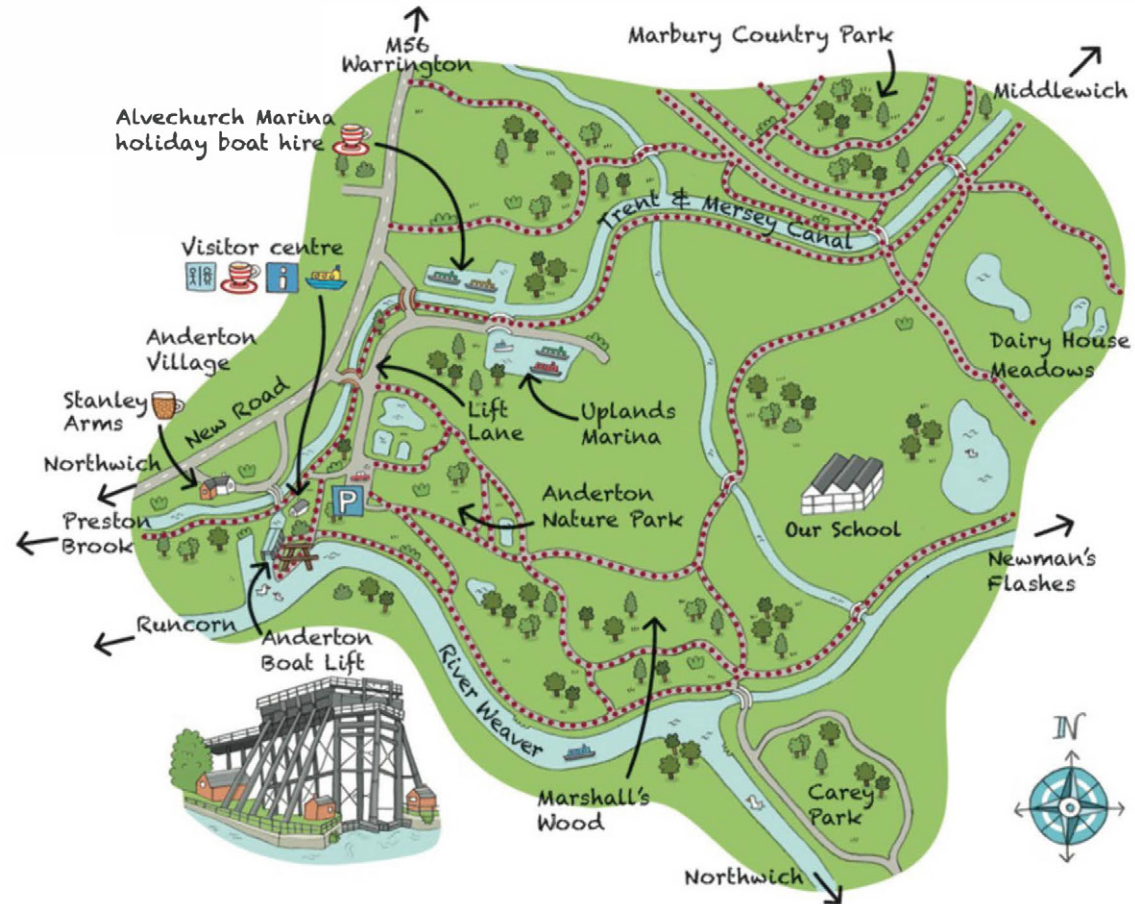 M56
Warrington
Marbury Country Park
Middlewich
Alvechurch Marina
holiday boat hire
Trent & Mersey Canal
Visitor centre
i
Anderton
Village
Dairy House
Meadows
Stanley
Arms
New Road
Lift
Lane
Uplands
Marina
Northwich
P
Anderton
Nature Park
Our School
Preston
Brook
Newman's
Flashes
Runcorn
Anderton
Boat Lift
River Weaver
Marshall's
Wood
Carey
Park
N
Northwich